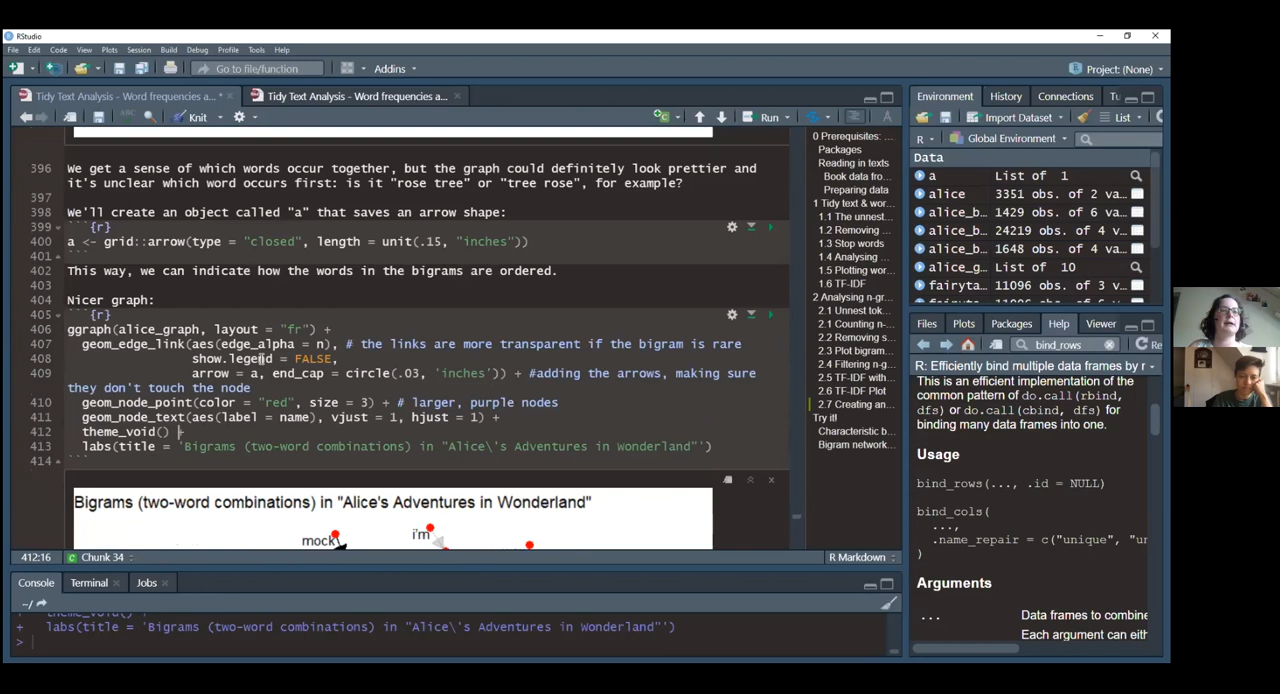 RStudio
File Edit Code View Plots Session Build Debug Profile Tools Help
Go to file/function
Addins
Project: (None)
Tidy Text Analysis - Word frequencies a... *
Tidy Text Analysis - Word frequencies a...
Knit
Run
396 We get a sense of which words occur together, but the graph could definitely look prettier and
it's unclear which word occurs first: is it "rose tree" or "tree rose", for example?
397
398 We'll create an object called "a" that saves an arrow shape:
399 ```{r}
400 a <- grid::arrow(type = "closed", length = unit(.15, "inches"))
401 ```
402 This way, we can indicate how the words in the bigrams are ordered.
403
404 Nicer graph:
405 ```{r}
406 ggraph(alice_graph, layout = "fr") +
407 geom_edge_link(aes(edge_alpha = n), # the links are more transparent if the bigram is rare
408 show.legend = FALSE,
409 arrow = a, end_cap = circle(.03, 'inches')) + #adding the arrows, making sure
they don't touch the node
410 geom_node_point(color = "red", size = 3) + # larger, purple nodes
411 geom_node_text(aes(label = name), vjust = 1, hjust = 1) +
412 theme_void() +
413 labs(title = 'Bigrams (two-word combinations) in "Alice\'s Adventures in Wonderland"')
414 ```
Bigrams (two-word combinations) in "Alice's Adventures in Wonderland"
mock
i'm
412:16
Chunk 34
R Markdown
0 Prerequisites: ...
Packages
Reading in texts
Book data fro...
Preparing data
1 Tidy text & wor...
1.1 The unnest...
1.2 Removing ...
1.3 Stop words
1.4 Analysing ...
1.5 Plotting wor...
1.6 TF-IDF
2 Analysing n-gr...
2.1 Unnest tok...
2.1 Counting n...
2.2 Removing ...
2.3 Plot bigram...
2.4 Filtering n-g...
2.5 TF-IDF with...
2.6 TF-IDF Plot
2.7 Creating an...
Try it!
Characteristic b...
Bigram network...
Console Terminal Jobs
~/
+ labs(title = 'Bigrams (two-word combinations) in "Alice\'s Adventures in Wonderland"')
>
Environment History Connections Tu
Import Dataset
List
R
Global Environment
Data
a List of 1
alice 3351 obs. of 2 va...
alice_b... 1429 obs. of 6 va...
alice_b... 24219 obs. of 4 va...
alice_b... 1648 obs. of 4 va...
alice_g... List of 10
fairyta... 11096 obs. of 3 va...
Files Plots Packages Help Viewer
bind_rows
Re
R: Efficiently bind multiple data frames by r
This is an efficient implementation of the
common pattern of do.call(rbind,
dfs) or do.call(cbind, dfs) for
binding many data frames into one.
Usage
bind_rows(..., .id = NULL)
bind_cols(
...,
.name_repair = c("unique", "un
)
Arguments
... Data frames to combine
Each argument can eith